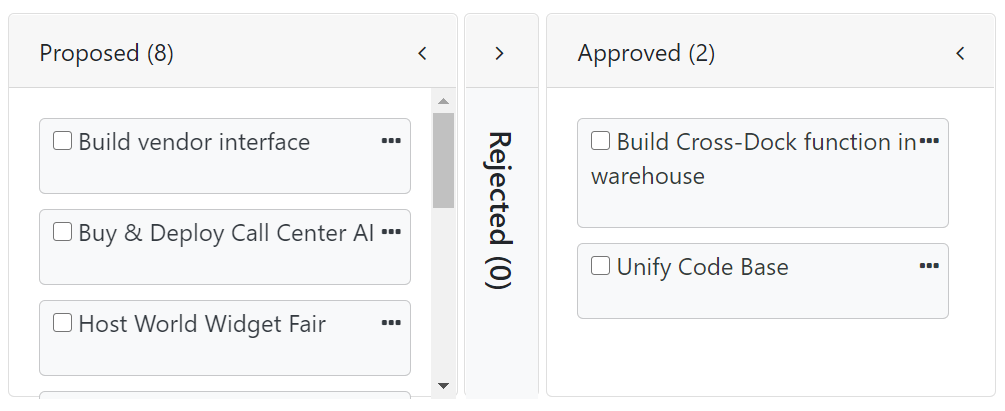 Proposed (8)
Build vendor interface
Buy & Deploy Call Center AI
Host World Widget Fair
Rejected (0)
Approved (2)
Build Cross-Dock function in
warehouse
Unify Code Base